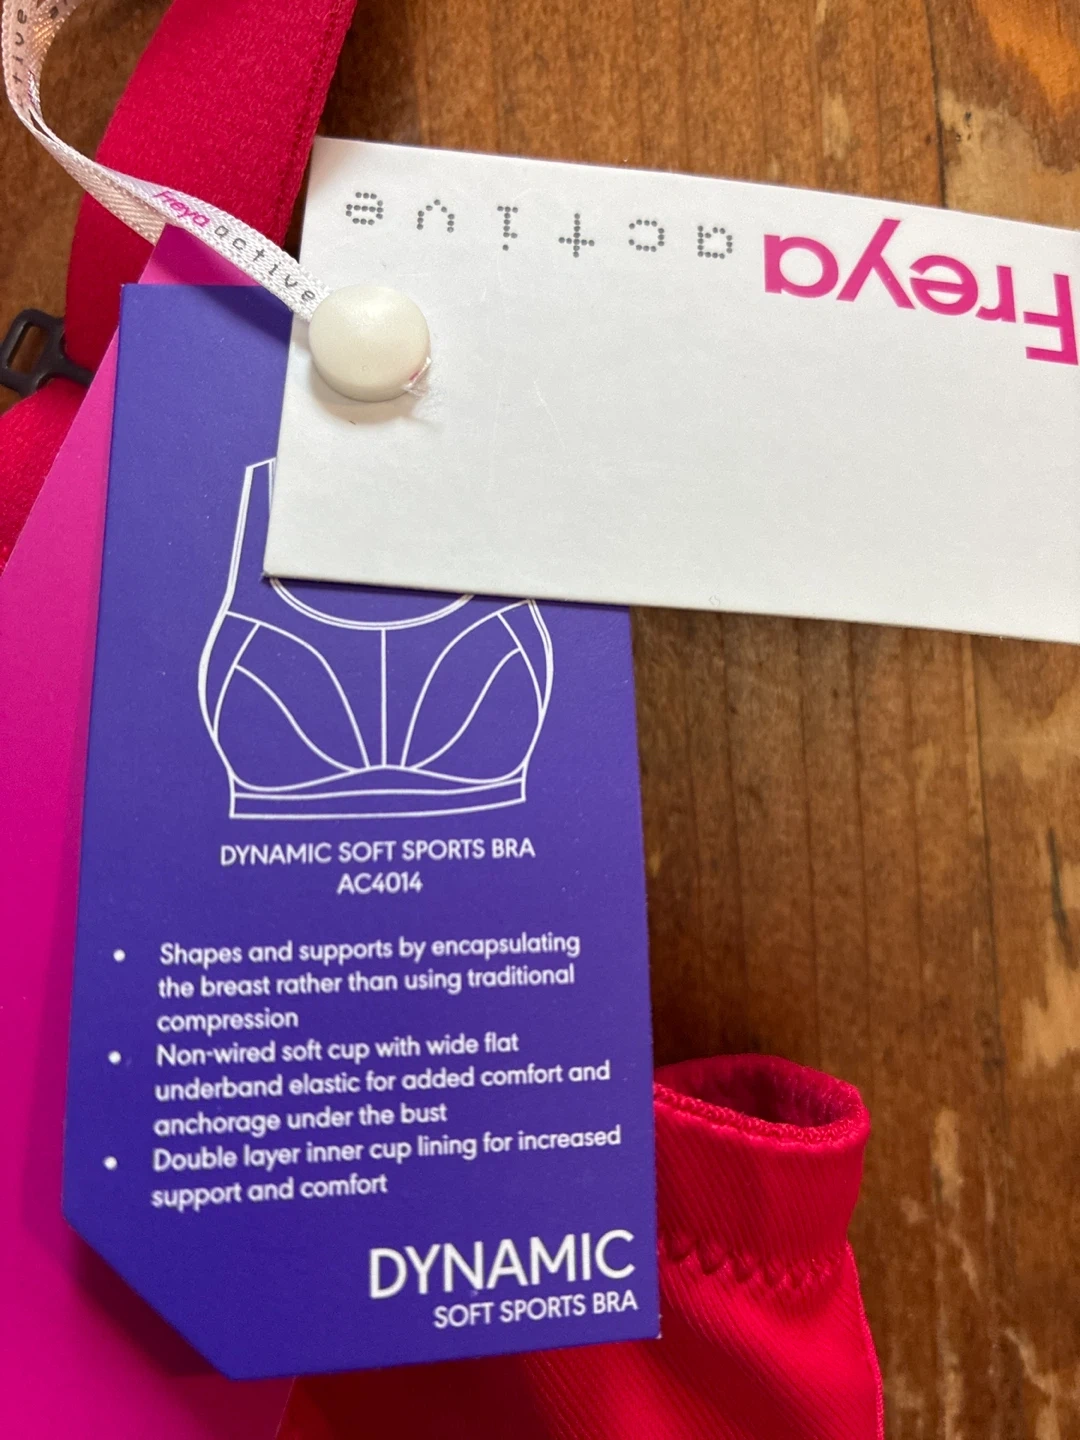 tive
Freya active
Freya active
DYNAMIC SOFT SPORTS BRA
AC4014
• Shapes and supports by encapsulating
the breast rather than using traditional
compression
• Non-wired soft cup with wide flat
underband elastic for added comfort and
anchorage under the bust
• Double layer inner cup lining for increased
support and comfort
DYNAMIC
SOFT SPORTS BRA